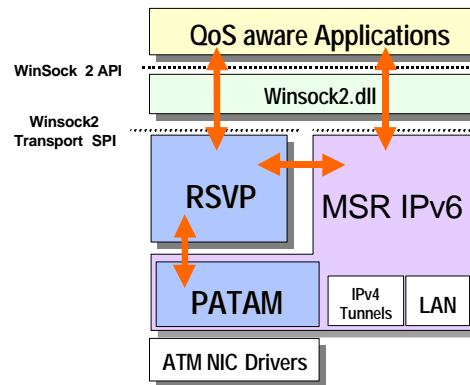 QoS aware Applications
WinSock 2 API
Winsock2.dll
Winsock2
Transport SPI
RSVP
MSR IPv6
PATAM
IPv4
Tunnels
LAN
ATM NIC Drivers